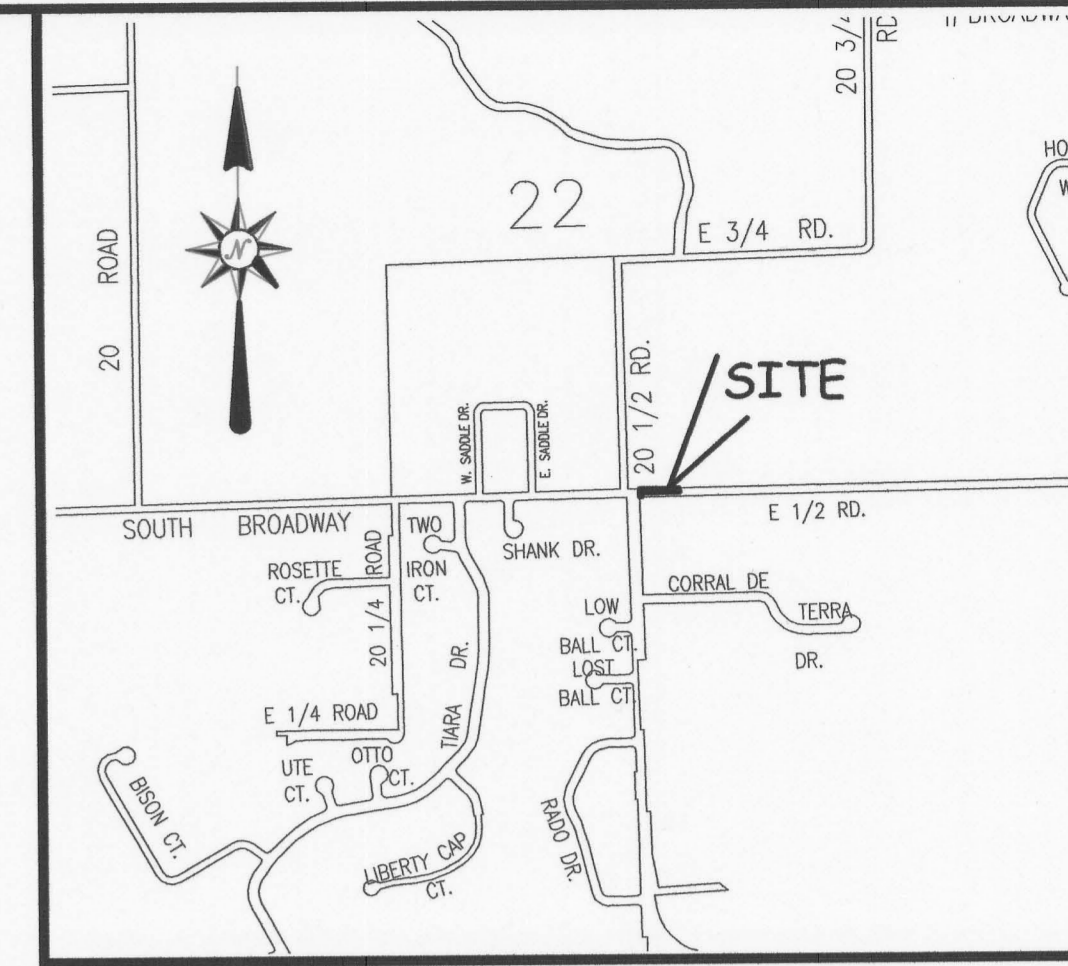 20 3/4
RD
22
HO
W
E 3/4 RD.
20 ROAD
N
20 1/2 RD.
SITE
W. SADDLE DR.
E. SADDLE DR.
E 1/2 RD.
SOUTH BROADWAY
TWO
IRON
CT.
SHANK DR.
ROSETTE
CT.
20 1/4 ROAD
CORRAL DE
TERRA
DR.
LOW
BALL CT.
LOST
BALL CT.
E 1/4 ROAD
TIARA DR.
OTTO
CT.
UTE
CT.
BISON CT.
RADO DR.
LIBERTY CAP
CT.